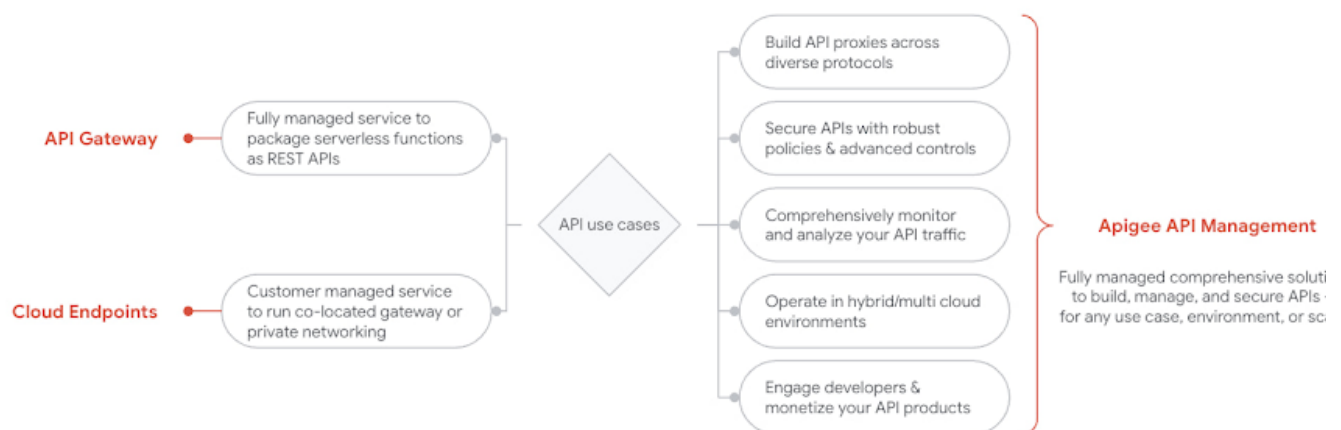 API Gateway
Fully managed service to
package serverless functions
as REST APIs
Cloud Endpoints
Customer managed service
to run co-located gateway or
private networking
API use cases
Build API proxies across
diverse protocols
Secure APIs with robust
policies & advanced controls
Comprehensively monitor
and analyze your API traffic
Operate in hybrid/multi cloud
environments
Engage developers &
monetize your API products
Apigee API Management
Fully managed comprehensive
to build, manage, and secure APIs
for any use case, environment, or